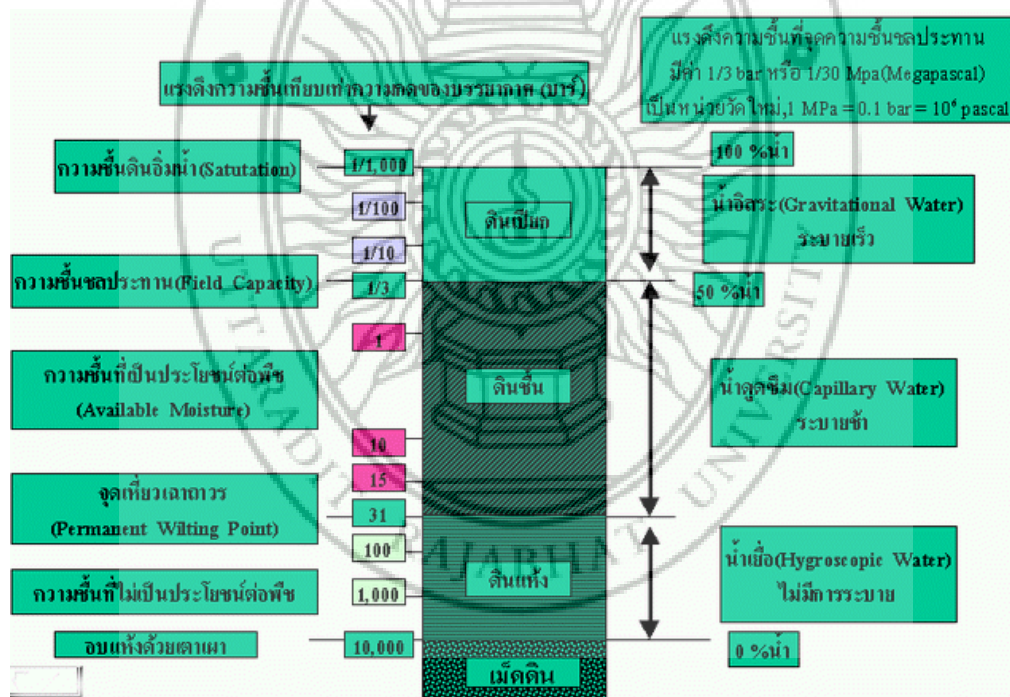 แรงดึงความชื้นที่จุดความชื้นชลประทาน
มีค่า 1/3 bar หรือ 1/30 Mpa(Megapascal)
เป็นหน่วยวัดใหม่,1 MPa = 0.1 bar = 10⁶ pascal
แรงดึงความชื้นเทียบเท่าความกดของบรรยากาศ (บาร์)
ความชื้นดินอิ่มน้ำ(Satutation)
1/1,000
100 %น้ำ
1/100
ดินเปียก
น้ำอิสระ(Gravitational Water)
ระบายเร็ว
1/10
ความชื้นชลประทาน(Field Capacity)
1/3
50 %น้ำ
1
ความชื้นที่เป็นประโยชน์ต่อพืช
(Available Moisture)
ดินชื้น
น้ำดูดซึม(Capillary Water)
ระบายช้า
10
15
จุดเหี่ยวเฉาถาวร
(Permanent Wilting Point)
31
100
ดินแห้ง
น้ำเยื่อ(Hygroscopic Water)
ไม่มีการระบาย
ความชื้นที่ไม่เป็นประโยชน์ต่อพืช
1,000
อบแห้งด้วยเตาเผา
10,000
0 %น้ำ
เม็ดดิน
UTTARADIT RAJABHAT UNIVERSITY